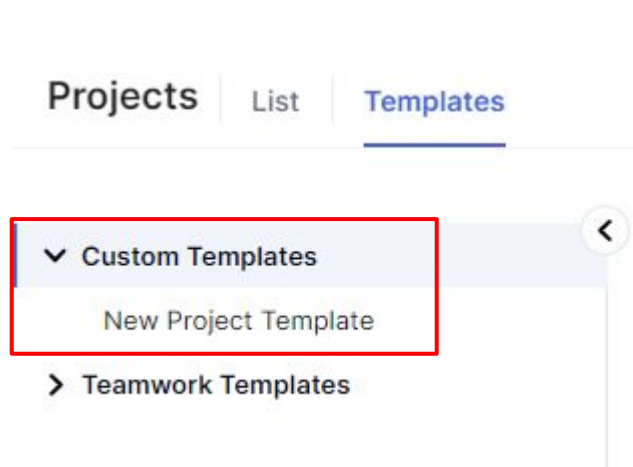 Projects List Templates
Custom Templates
New Project Template
Teamwork Templates